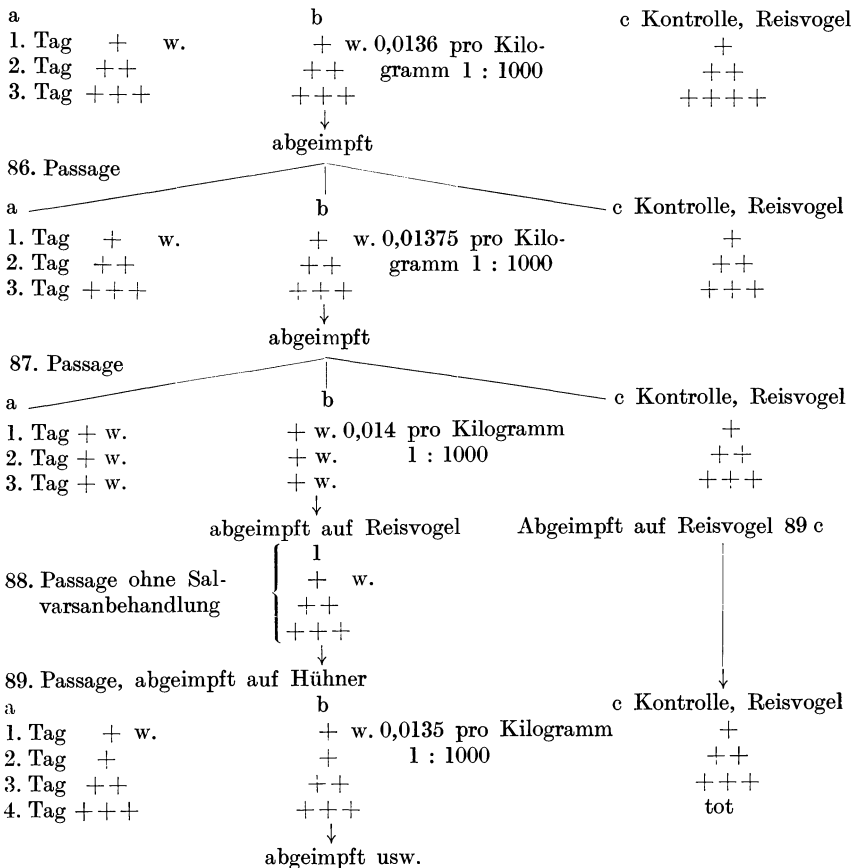 a b c Kontrolle, Reisvogel
1. Tag + w. + w. 0,0136 pro Kilo- +
2. Tag ++ ++ gramm 1 : 1000 ++
3. Tag +++ +++ ++++
↓
abgeimpft
86. Passage
a b c Kontrolle, Reisvogel
1. Tag + w. + w. 0,01375 pro Kilo- +
2. Tag ++ ++ gramm 1 : 1000 ++
3. Tag +++ +++ +++
↓
abgeimpft
87. Passage
a b c Kontrolle, Reisvogel
1. Tag + w. + w. 0,014 pro Kilogramm +
2. Tag + w. + w. 1 : 1000 ++
3. Tag + w. + w. +++
↓
abgeimpft auf Reisvogel Abgeimpft auf Reisvogel 89 c
1
88. Passage ohne Sal- + w.
varsanbehandlung ++
+++
↓
89. Passage, abgeimpft auf Hühner
a b c Kontrolle, Reisvogel
1. Tag + w. + w. 0,0135 pro Kilogramm +
2. Tag + + 1 : 1000 ++
3. Tag ++ ++ +++
4. Tag +++ +++ tot
↓
abgeimpft usw.